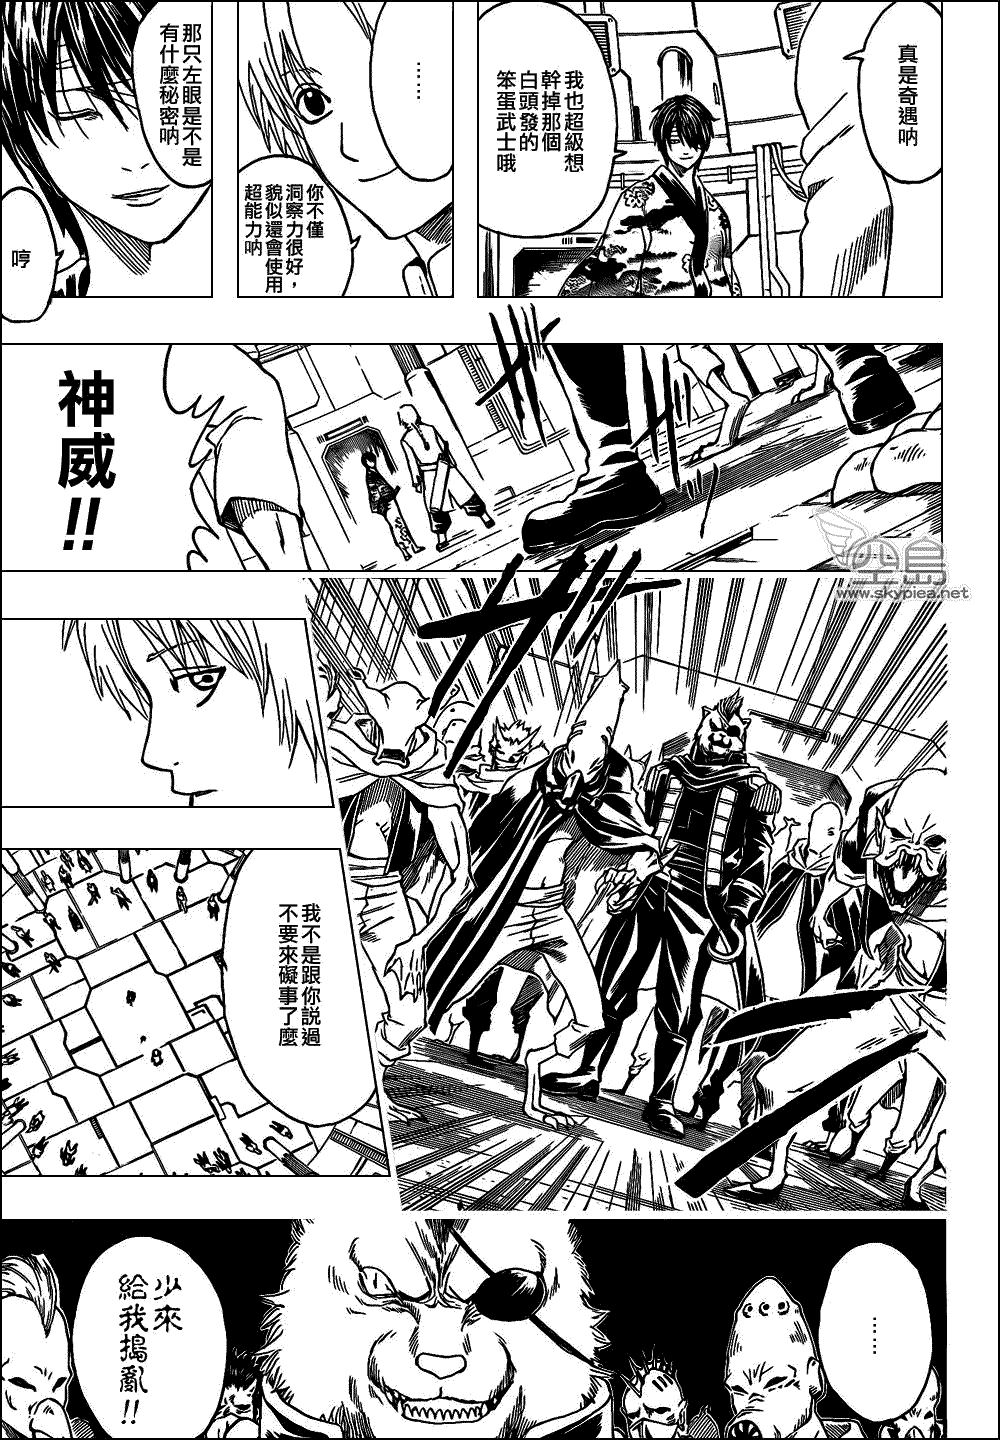 真是奇遇吶
我也超級想
幹掉那個
白頭發的
笨蛋武士哦
……
你不僅
洞察力很好，
貌似還會使用
超能力吶
那只左眼是不是
有什麼秘密吶
哼
神威!!
空島
www.skypiea.net
ザッ
我不是跟你説過
不要來礙事了麼
……
少來
給我搗亂!!